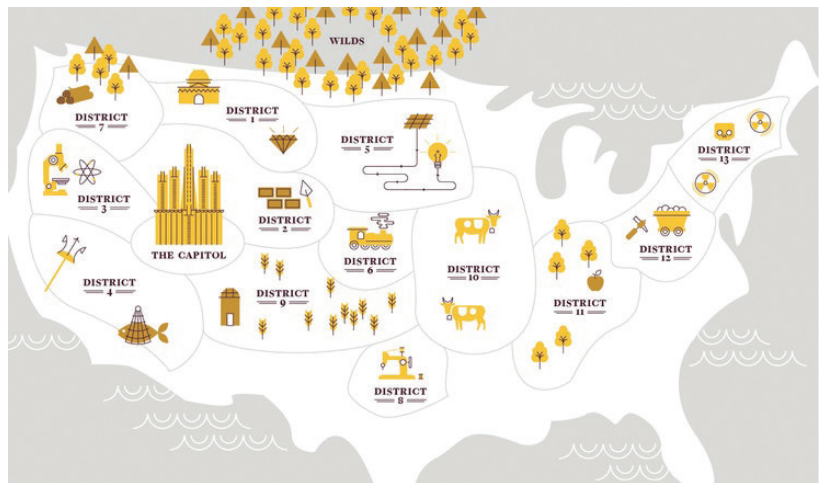 WILDS
DISTRICT
7
DISTRICT
1
DISTRICT
5
DISTRICT
13
DISTRICT
3
DISTRICT
2
THE CAPITOL
DISTRICT
6
DISTRICT
12
DISTRICT
4
DISTRICT
9
DISTRICT
10
DISTRICT
11
DISTRICT
8